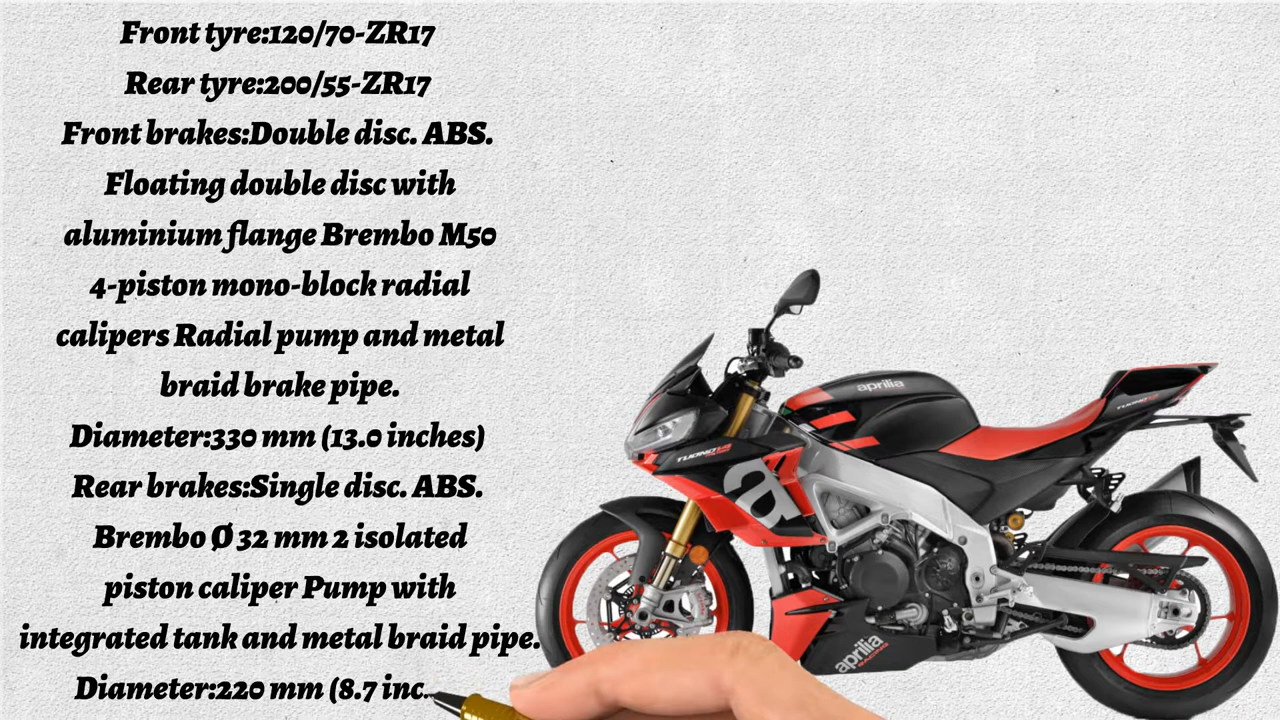 Front tyre:120/70-ZR17
Rear tyre:200/55-ZR17
Front brakes:Double disc. ABS.
Floating double disc with
aluminium flange Brembo M50
4-piston mono-block radial
calipers Radial pump and metal
braid brake pipe.
Diameter:330 mm (13.0 inches)
Rear brakes:Single disc. ABS.
Brembo Ø 32 mm 2 isolated
piston caliper Pump with
integrated tank and metal braid pipe.
Diameter:220 mm (8.7 inc
aprilia
TUONO V4
a
aprilia
RACING